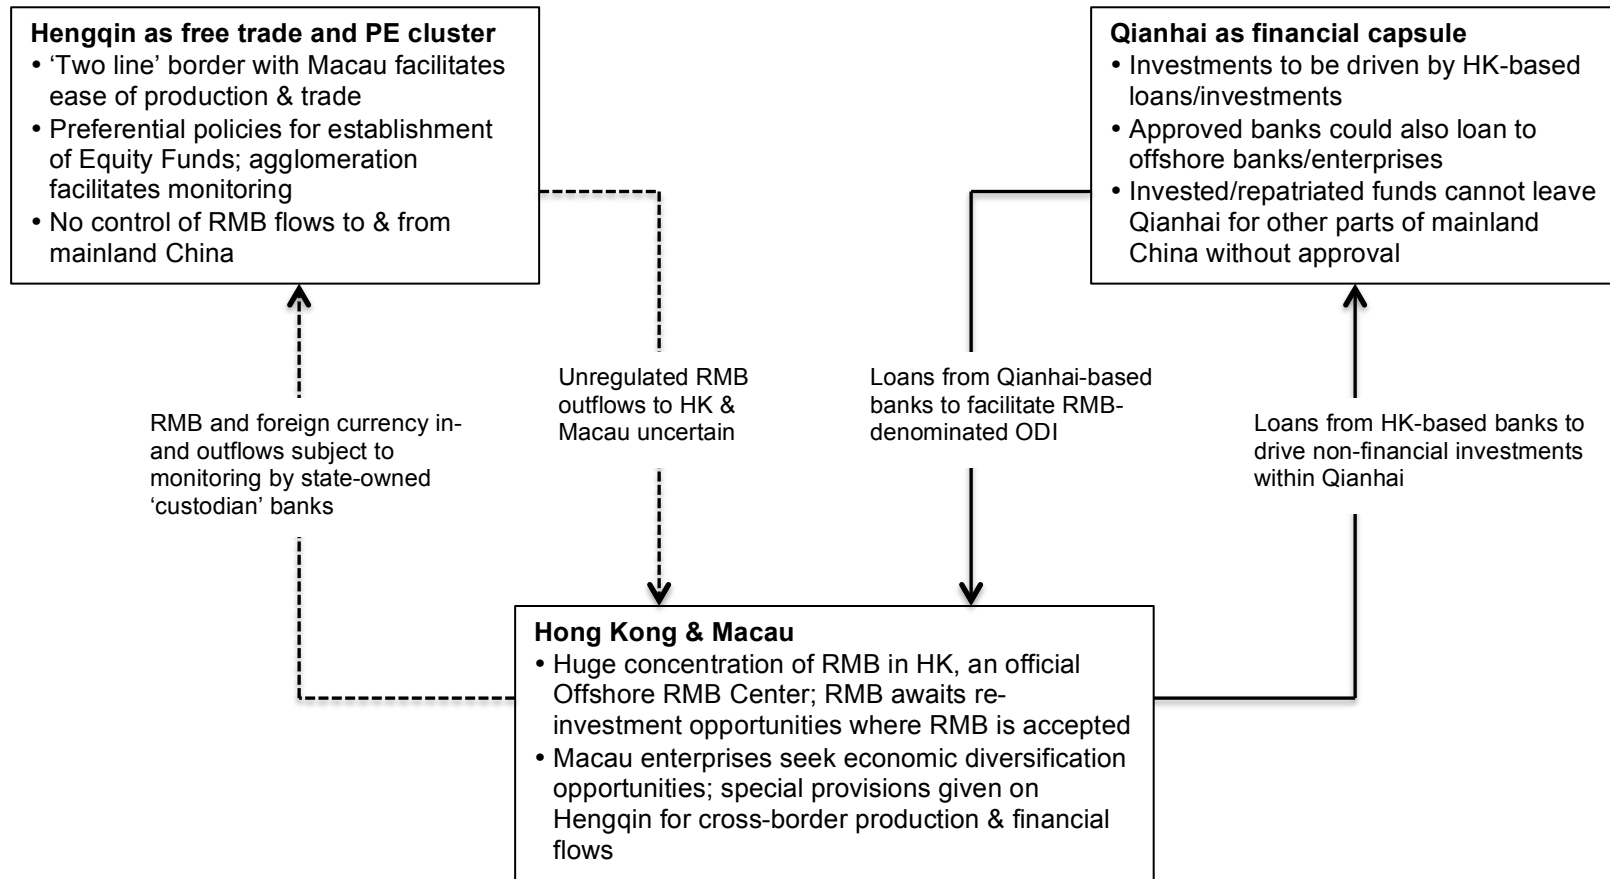 Hengqin as free trade and PE cluster
• ‘Two line’ border with Macau facilitates
ease of production & trade
• Preferential policies for establishment
of Equity Funds; agglomeration
facilitates monitoring
• No control of RMB flows to & from
mainland China
Qianhai as financial capsule
• Investments to be driven by HK-based
loans/investments
• Approved banks could also loan to
offshore banks/enterprises
• Invested/repatriated funds cannot leave
Qianhai for other parts of mainland
China without approval
RMB and foreign currency in-
and outflows subject to
monitoring by state-owned
‘custodian’ banks
Unregulated RMB
outflows to HK &
Macau uncertain
Loans from Qianhai-based
banks to facilitate RMB-
denominated ODI
Loans from HK-based banks to
drive non-financial investments
within Qianhai
Hong Kong & Macau
• Huge concentration of RMB in HK, an official
Offshore RMB Center; RMB awaits re-
investment opportunities where RMB is accepted
• Macau enterprises seek economic diversification
opportunities; special provisions given on
Hengqin for cross-border production & financial
flows